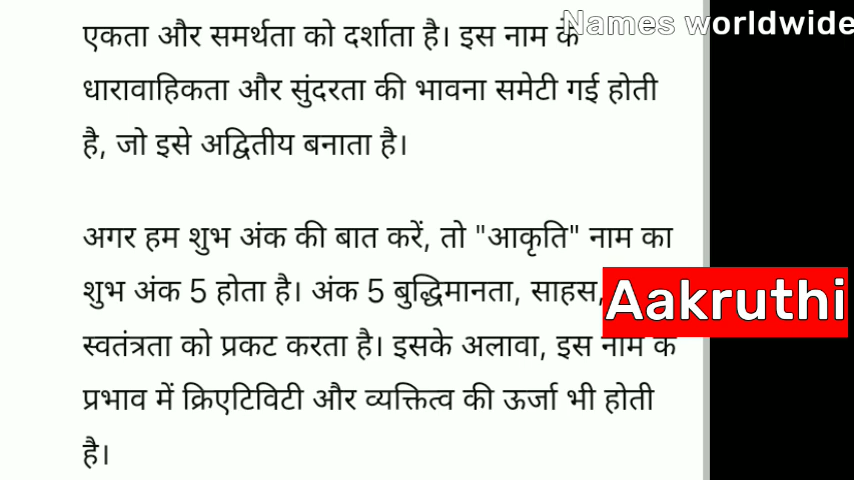 Names worldwide
एकता और समर्थता को दर्शाता है। इस नाम के
धारावाहिकता और सुंदरता की भावना समेटी गई होती
है, जो इसे अद्वितीय बनाता है।
अगर हम शुभ अंक की बात करें, तो "आकृति" नाम का
शुभ अंक 5 होता है। अंक 5 बुद्धिमानता, साहस,
Aakruthi
स्वतंत्रता को प्रकट करता है। इसके अलावा, इस नाम के
प्रभाव में क्रिएटिविटी और व्यक्तित्व की ऊर्जा भी होती
है।